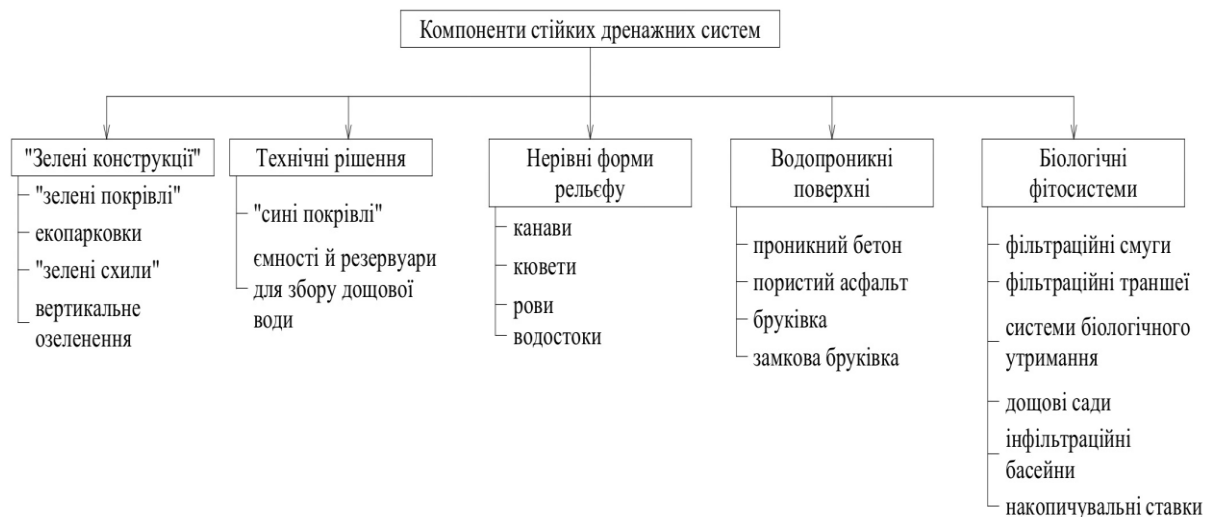 Компоненти стійких дренажних систем
"Зелені конструкції"
"зелені покрівлі"
екопарковки
"зелені схили"
вертикальне
озеленення
Технічні рішення
"сині покрівлі"
ємності й резервуари
для збору дощової
води
Нерівні форми
рельєфу
канави
кювети
рови
водостоки
Водопроникні
поверхні
проникний бетон
пористий асфальт
бруківка
замкова бруківка
Біологічні
фітосистеми
фільтраційні смуги
фільтраційні траншеї
системи біологічного
утримання
дощові сади
інфільтраційні
басейни
накопичувальні ставки